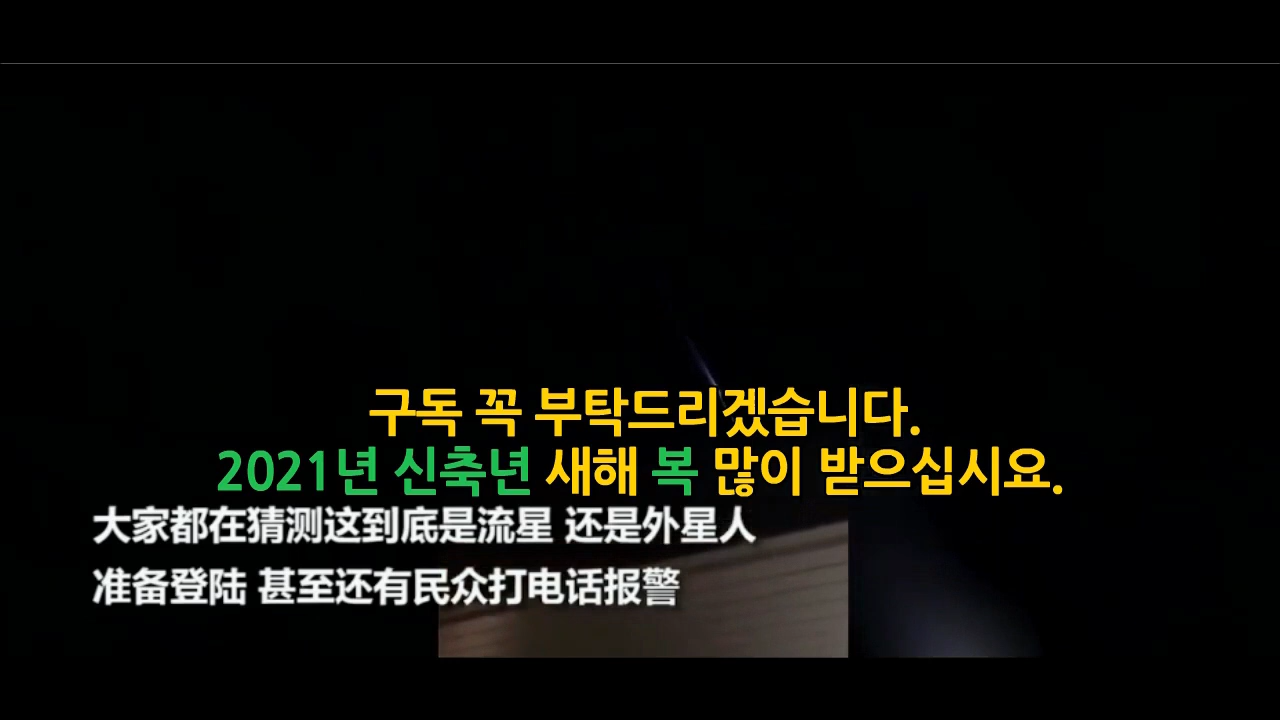 구독 꼭 부탁드리겠습니다.
2021년 신축년 새해 복 많이 받으십시요.
大家都在猜测这到底是流星 还是外星人
准备登陆 甚至还有民众打电话报警